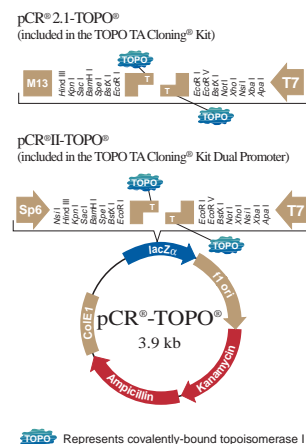 pCR® 2.1-TOPO®
(included in the TOPO TA Cloning® Kit)
TOPO
M13
Hind III
Kpn I
Sac I
BamH I
Spe I
BstX I
EcoR I
T
T
EcoR I
EcoR V
BstX I
Not I
Xho I
Nsi I
Xba I
Apa I
T7
TOPO
pCR®II-TOPO®
(included in the TOPO TA Cloning® Kit Dual Promoter)
TOPO
Sp6
Nsi I
Hind III
Kpn I
Sac I
BamH I
Spe I
BstX I
EcoR I
T
T
EcoR I
EcoR V
BstX I
Not I
Xho I
Nsi I
Xba I
Apa I
T7
TOPO
lacZα
f1 ori
Kanamycin
Ampicillin
ColE1
pCR®-TOPO®
3.9 kb
TOPO Represents covalently-bound topoisomerase I